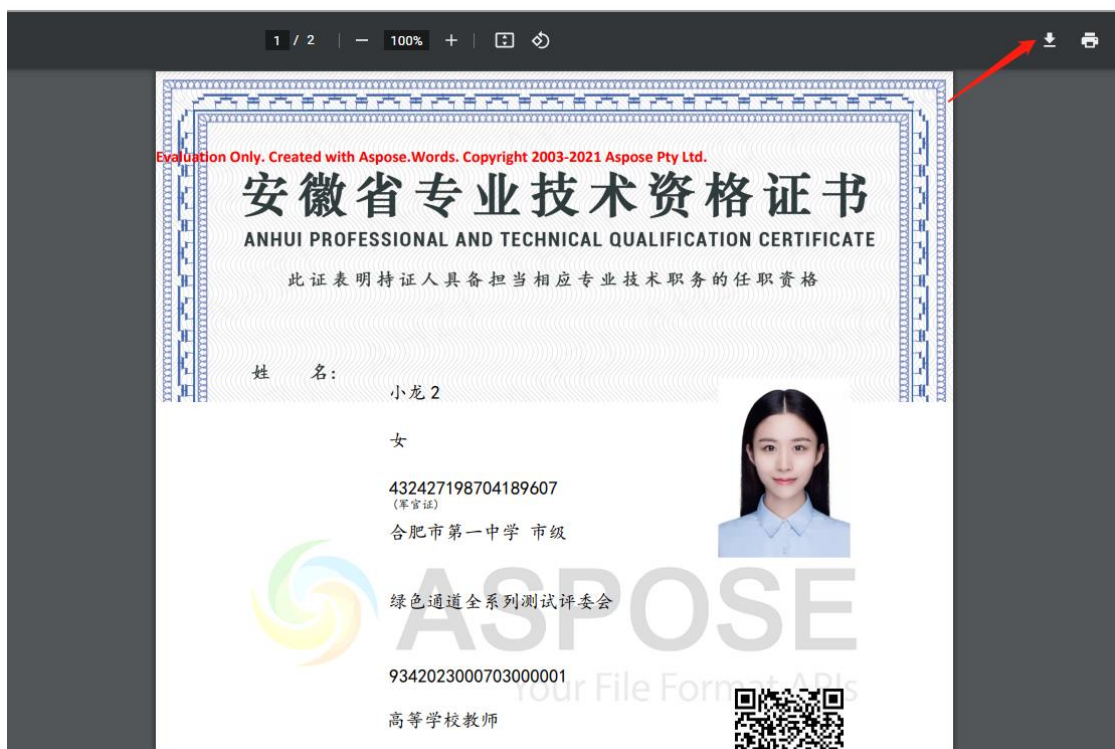 1 / 2 | — 100% + |
Evaluation Only. Created with Aspose.Words. Copyright 2003-2021 Aspose Pty Ltd.
安徽省专业技术资格证书
ANHUI PROFESSIONAL AND TECHNICAL QUALIFICATION CERTIFICATE
此证表明持证人具备担当相应专业技术职务的任职资格
姓 名：
小龙 2
女
432427198704189607
(军官证)
合肥市第一中学 市级
ASPOSE
绿色通道全系列测试评委会
9342023000703000001
Your File Format APIs
高等学校教师